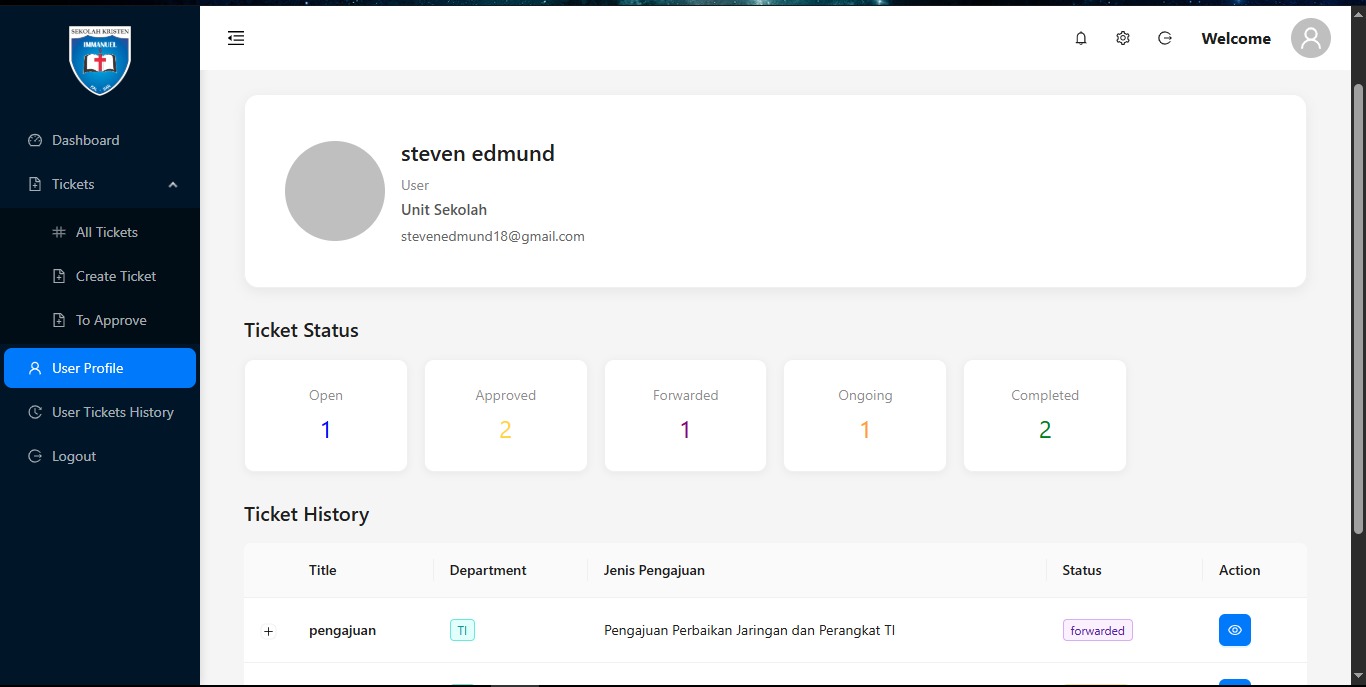 SEKOLAH KRISTEN
IMMANUEL
Dashboard
Tickets
All Tickets
Create Ticket
To Approve
User Profile
User Tickets History
Logout
Welcome
steven edmund
User
Unit Sekolah
stevenedmund18@gmail.com
Ticket Status
Open
1
Approved
2
Forwarded
1
Ongoing
1
Completed
2
Ticket History
Title Department Jenis Pengajuan Status Action
pengajuan TI Pengajuan Perbaikan Jaringan dan Perangkat TI forwarded